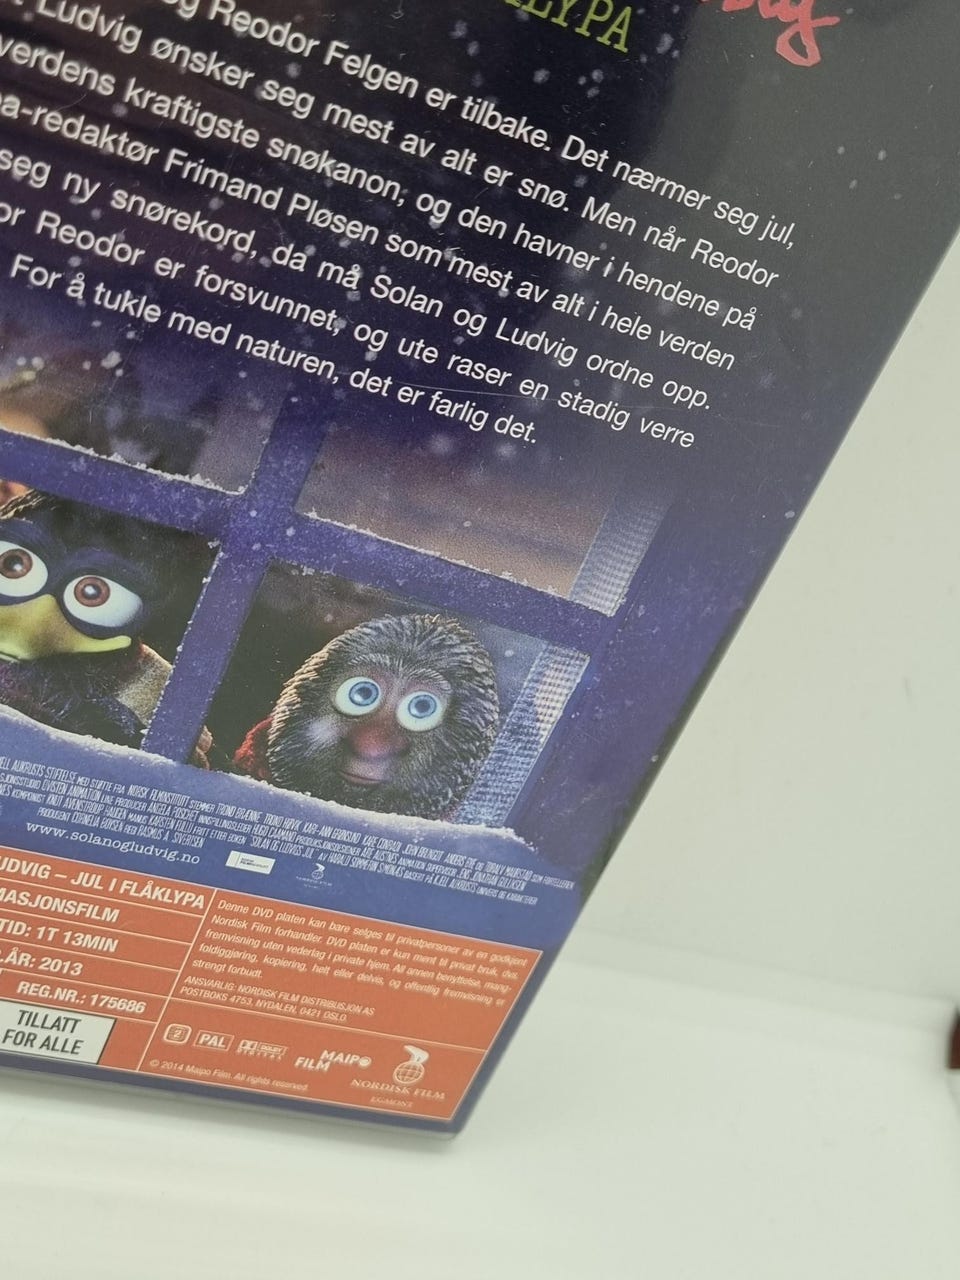 ÅKLYPA
og Reodor Felgen er tilbake. Det nærmer seg jul,
Ludvig ønsker seg mest av alt er snø. Men når Reodor
verdens kraftigste snøkanon, og den havner i hendene på
a-redaktør Frimand Pløsen som mest av alt i hele verden
seg ny snørekord, da må Solan og Ludvig ordne opp.
or Reodor er forsvunnet, og ute raser en stadig verre
For å tukle med naturen, det er farlig det.
www.solanogludvig.no
UDVIG – JUL I FLÅKLYPA
MASJONSFILM
TID: 1T 13MIN
.ÅR: 2013
REG.NR.: 175686
TILLATT
FOR ALLE
Denne DVD platen kan bare selges til privatpersoner av en godkjent
Nordisk Film forhandler. DVD platen er kun ment til privat bruk, dvs.
fremvisning uten vederlag i private hjem. All annen benyttelse, mang-
foldiggjøring, kopiering, helt eller delvis, og offentlig fremvisning er
strengt forbudt.
ANSVARLIG: NORDISK FILM DISTRIBUSJON AS
POSTBOKS 4753, NYDALEN, 0421 OSLO.
2 PAL DOLBY DIGITAL FILM MAIPO
NORDISK FILM
EGMONT
© 2014 Maipo Film. All rights reserved